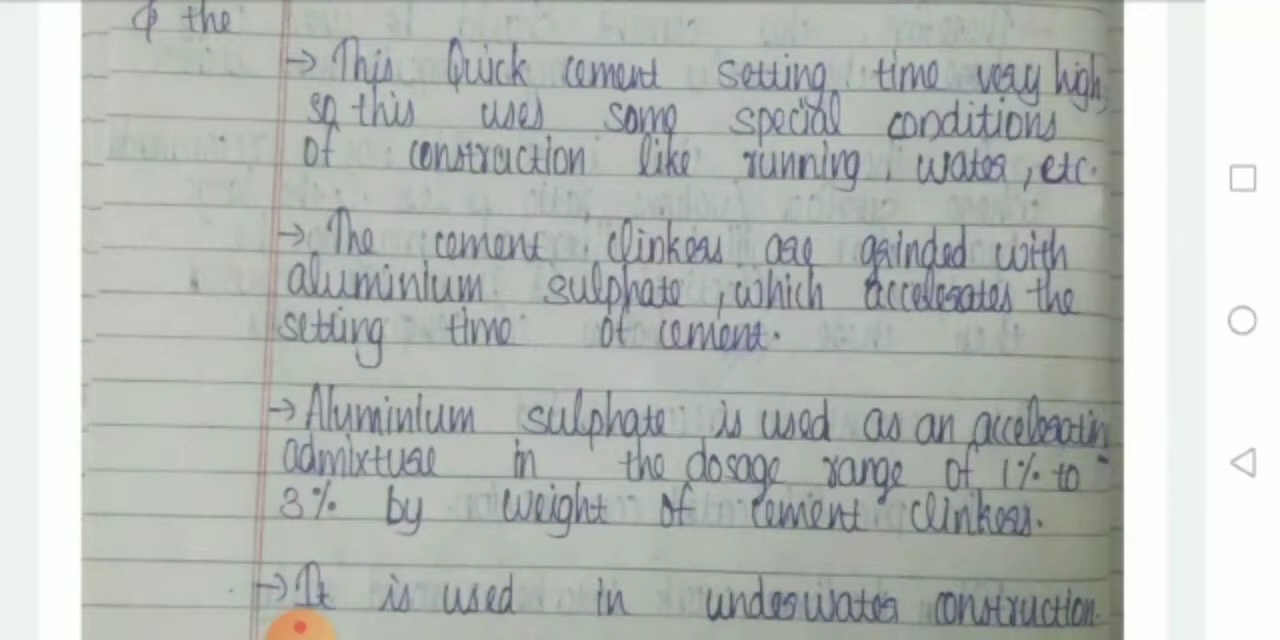 of the
→ This Quick cement setting time very high,
so this uses some special conditions
of constraction like running water, etc.
→ The cement clinkers are grinded with
aluminium sulphate, which accelerates the
setting time of cement.
→ Aluminium sulphate is used as an acceleratin
admixture in the dosage range of 1% to
3% by weight of cement clinkers.
→ It is used in underwater construction.